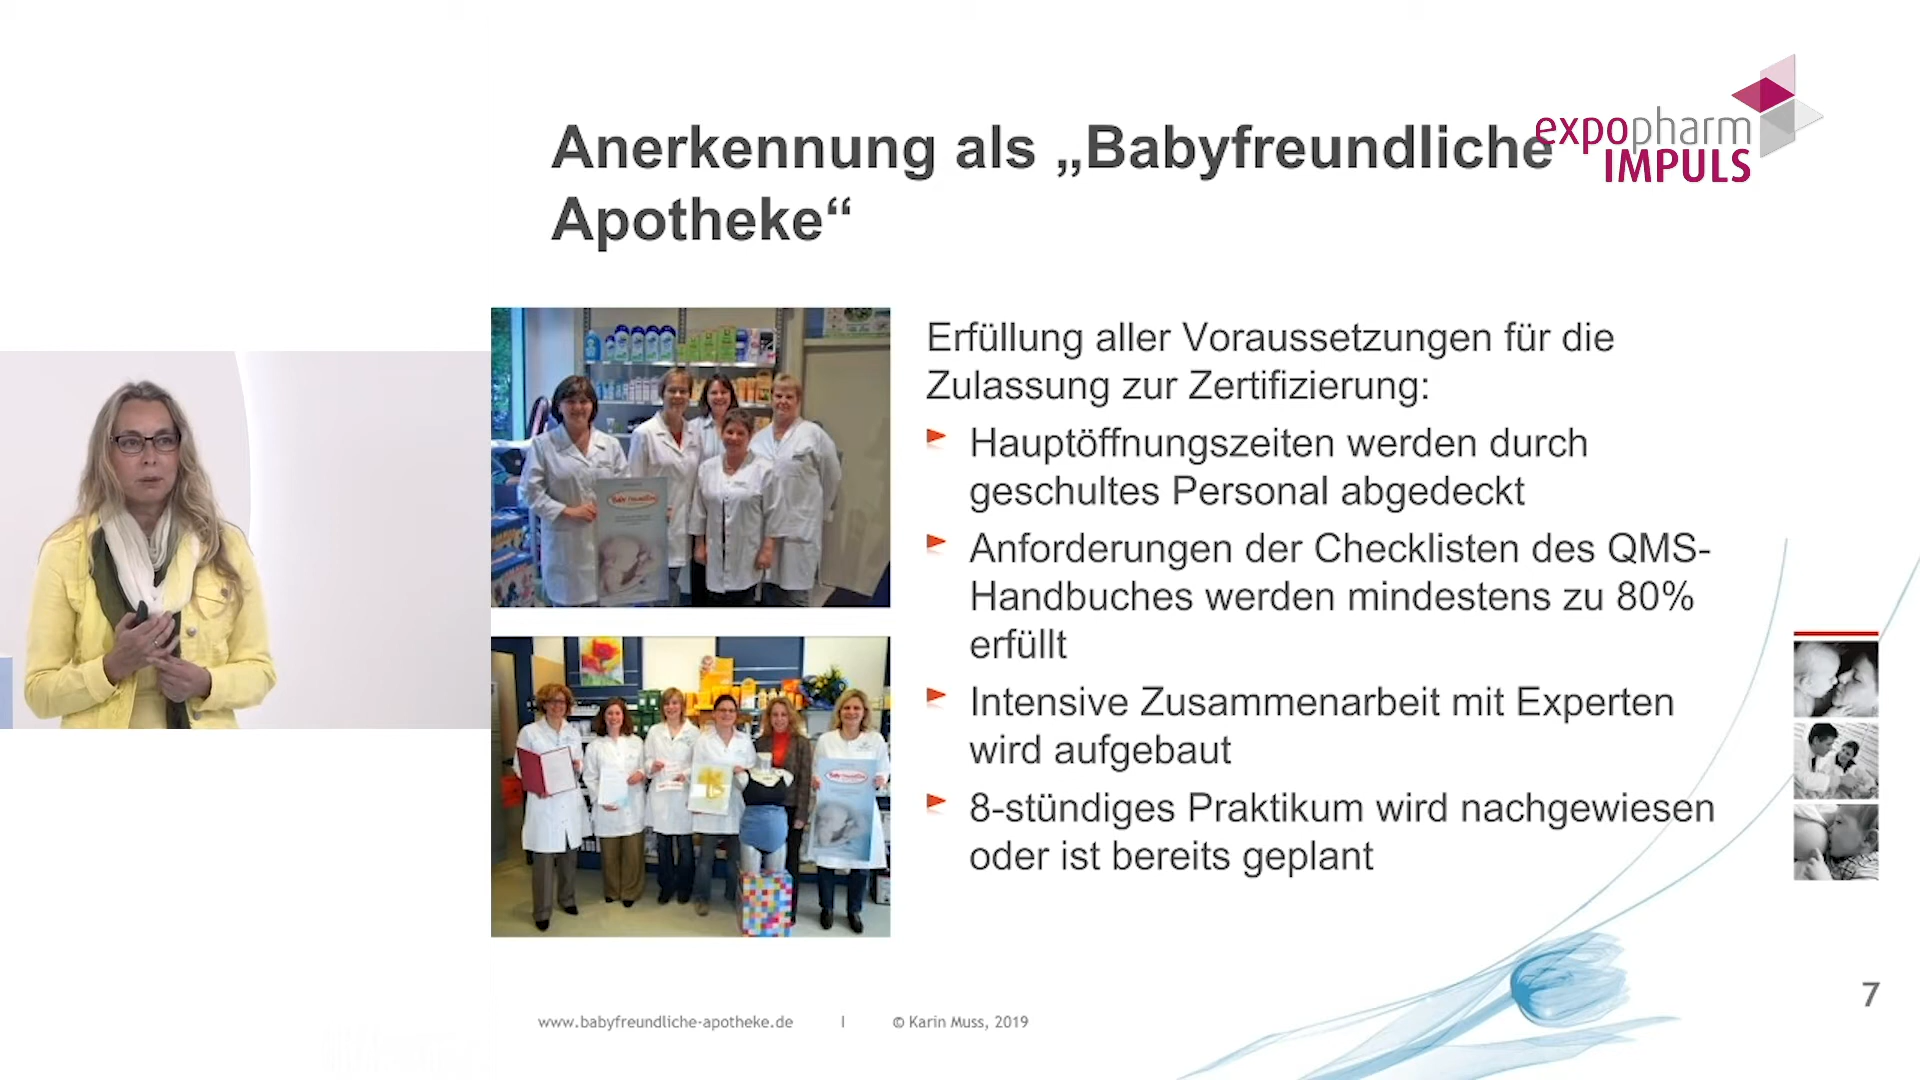 expopharm
IMPULS
Anerkennung als „Babyfreundliche
Apotheke“
Erfüllung aller Voraussetzungen für die
Zulassung zur Zertifizierung:
Hauptöffnungszeiten werden durch
geschultes Personal abgedeckt
Anforderungen der Checklisten des QMS-
Handbuches werden mindestens zu 80%
erfüllt
Intensive Zusammenarbeit mit Experten
wird aufgebaut
8-stündiges Praktikum wird nachgewiesen
oder ist bereits geplant
www.babyfreundliche-apotheke.de | © Karin Muss, 2019
7